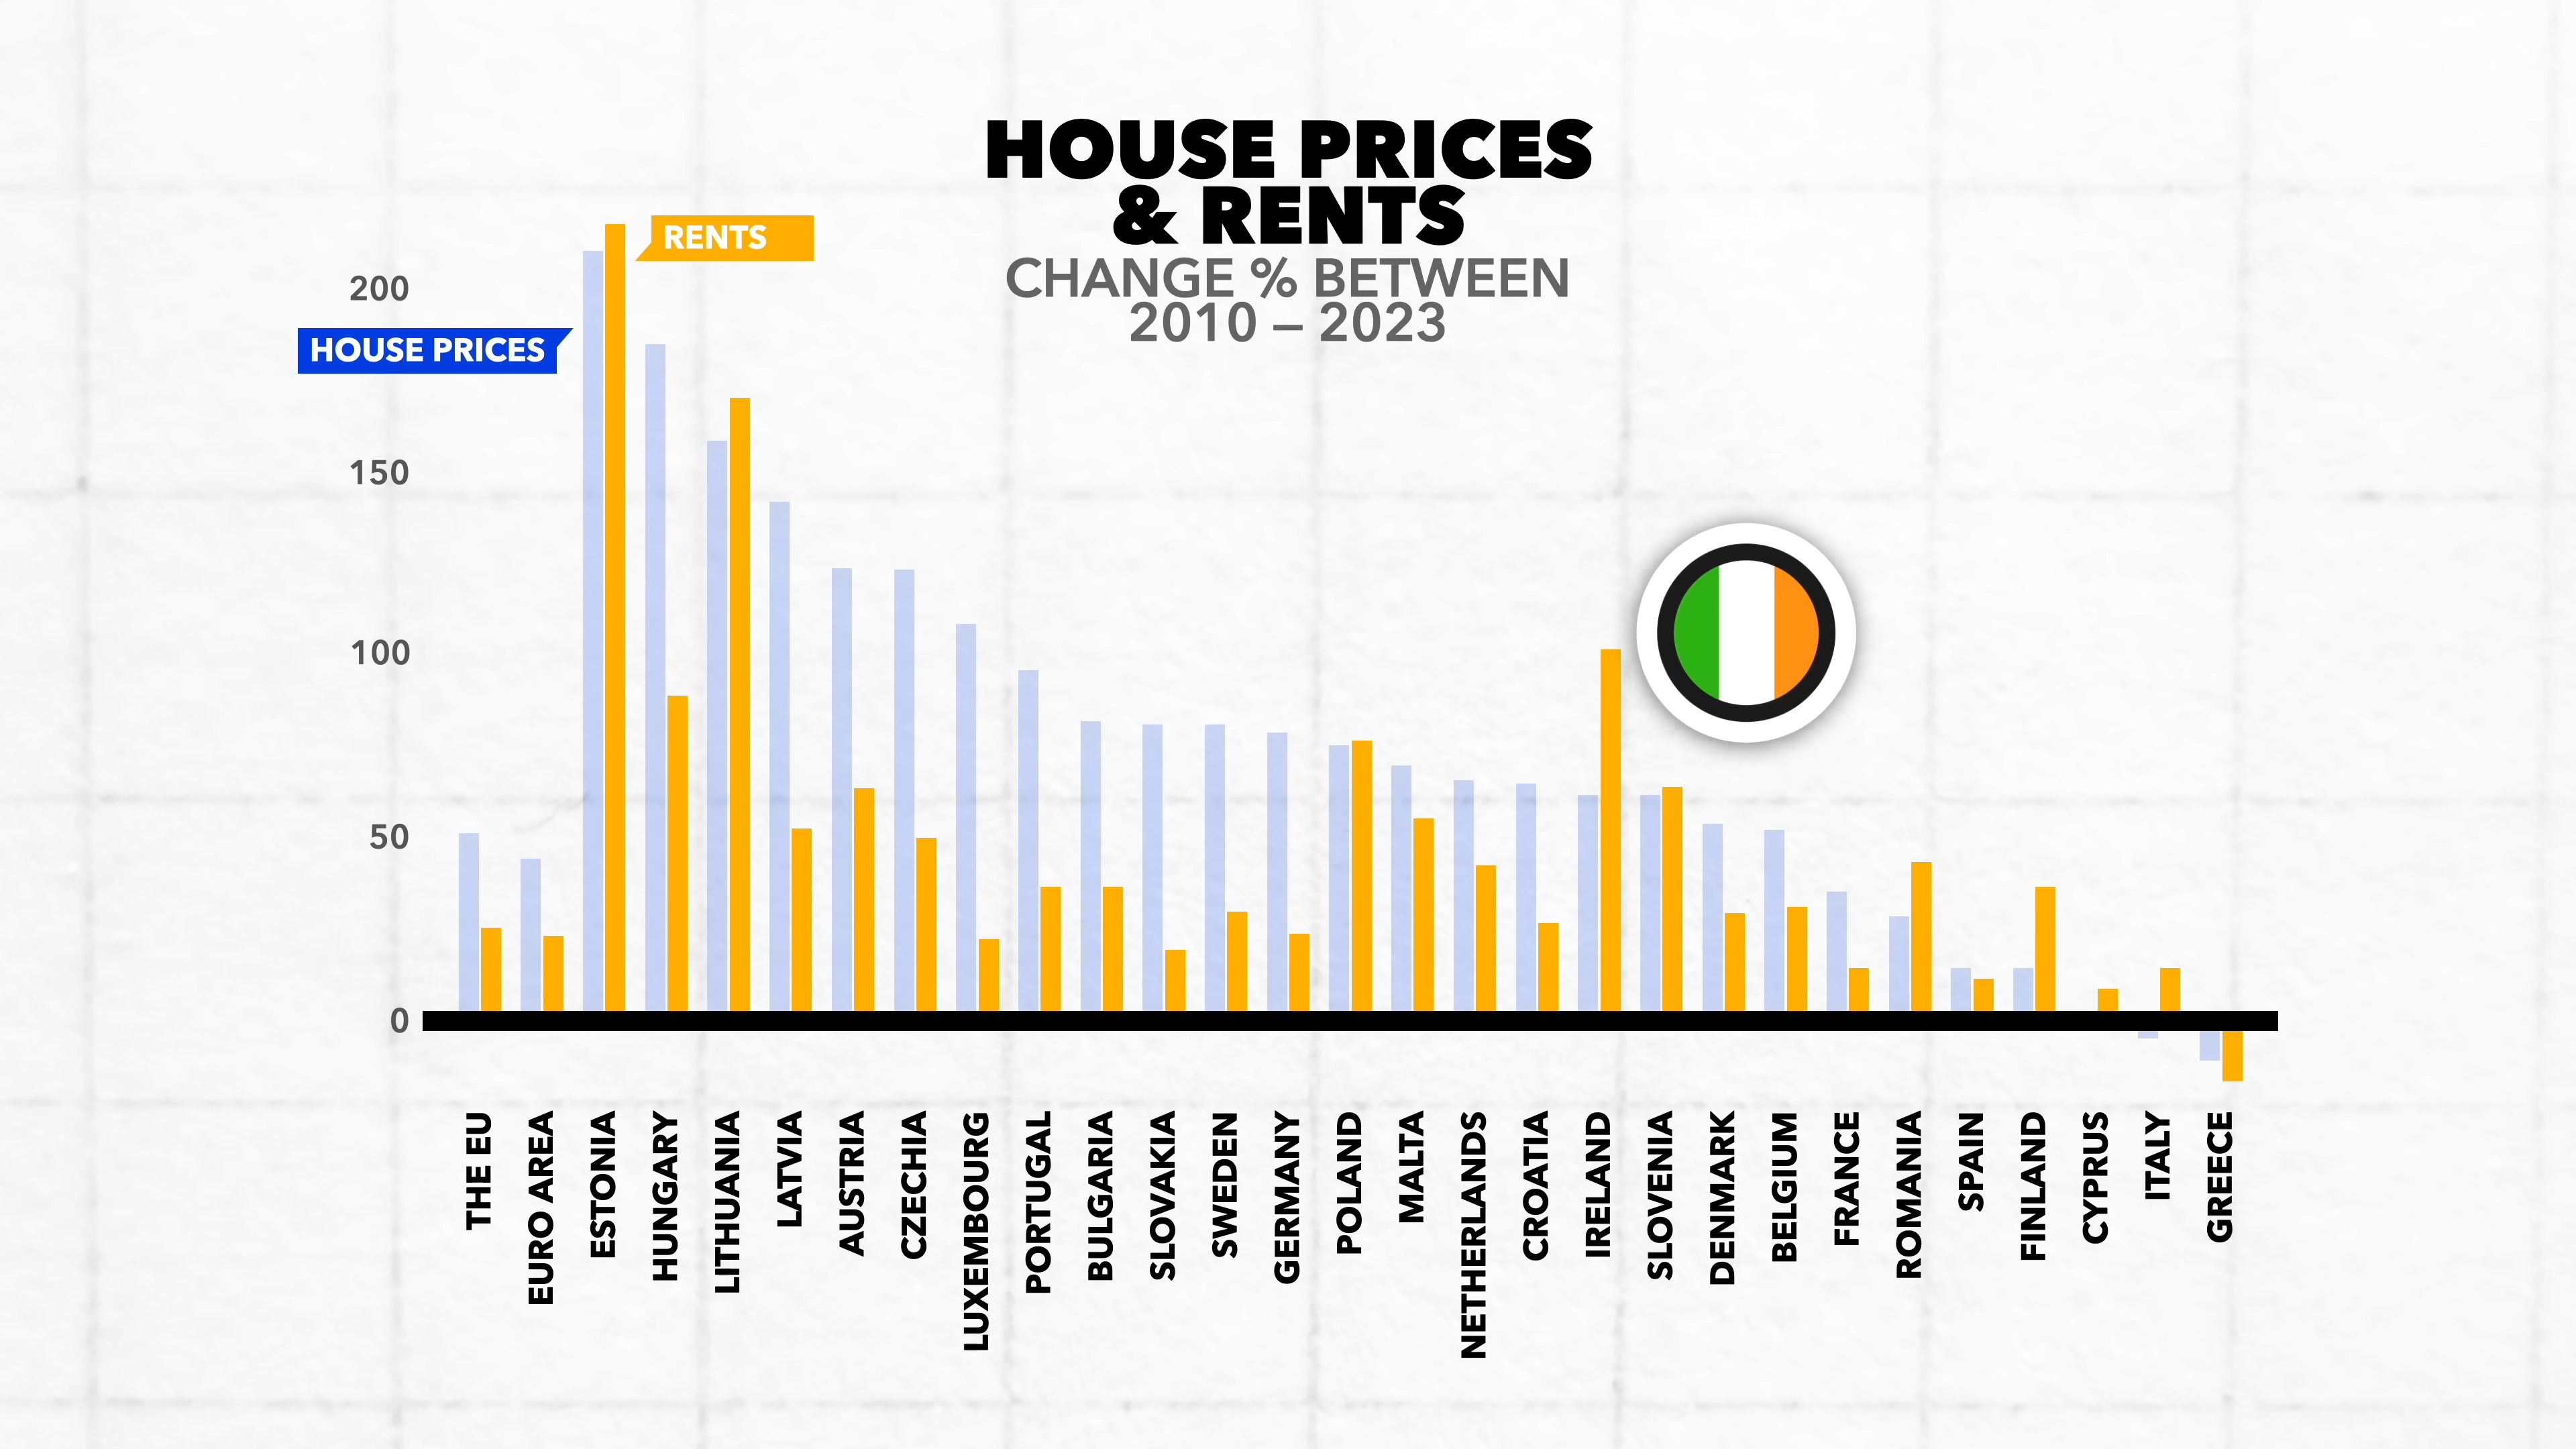 HOUSE PRICES
& RENTS
CHANGE % BETWEEN
2010 – 2023
RENTS
HOUSE PRICES
200
150
100
50
0
THE EU
EURO AREA
ESTONIA
HUNGARY
LITHUANIA
LATVIA
AUSTRIA
CZECHIA
LUXEMBOURG
PORTUGAL
BULGARIA
SLOVAKIA
SWEDEN
GERMANY
POLAND
MALTA
NETHERLANDS
CROATIA
IRELAND
SLOVENIA
DENMARK
BELGIUM
FRANCE
ROMANIA
SPAIN
FINLAND
CYPRUS
ITALY
GREECE